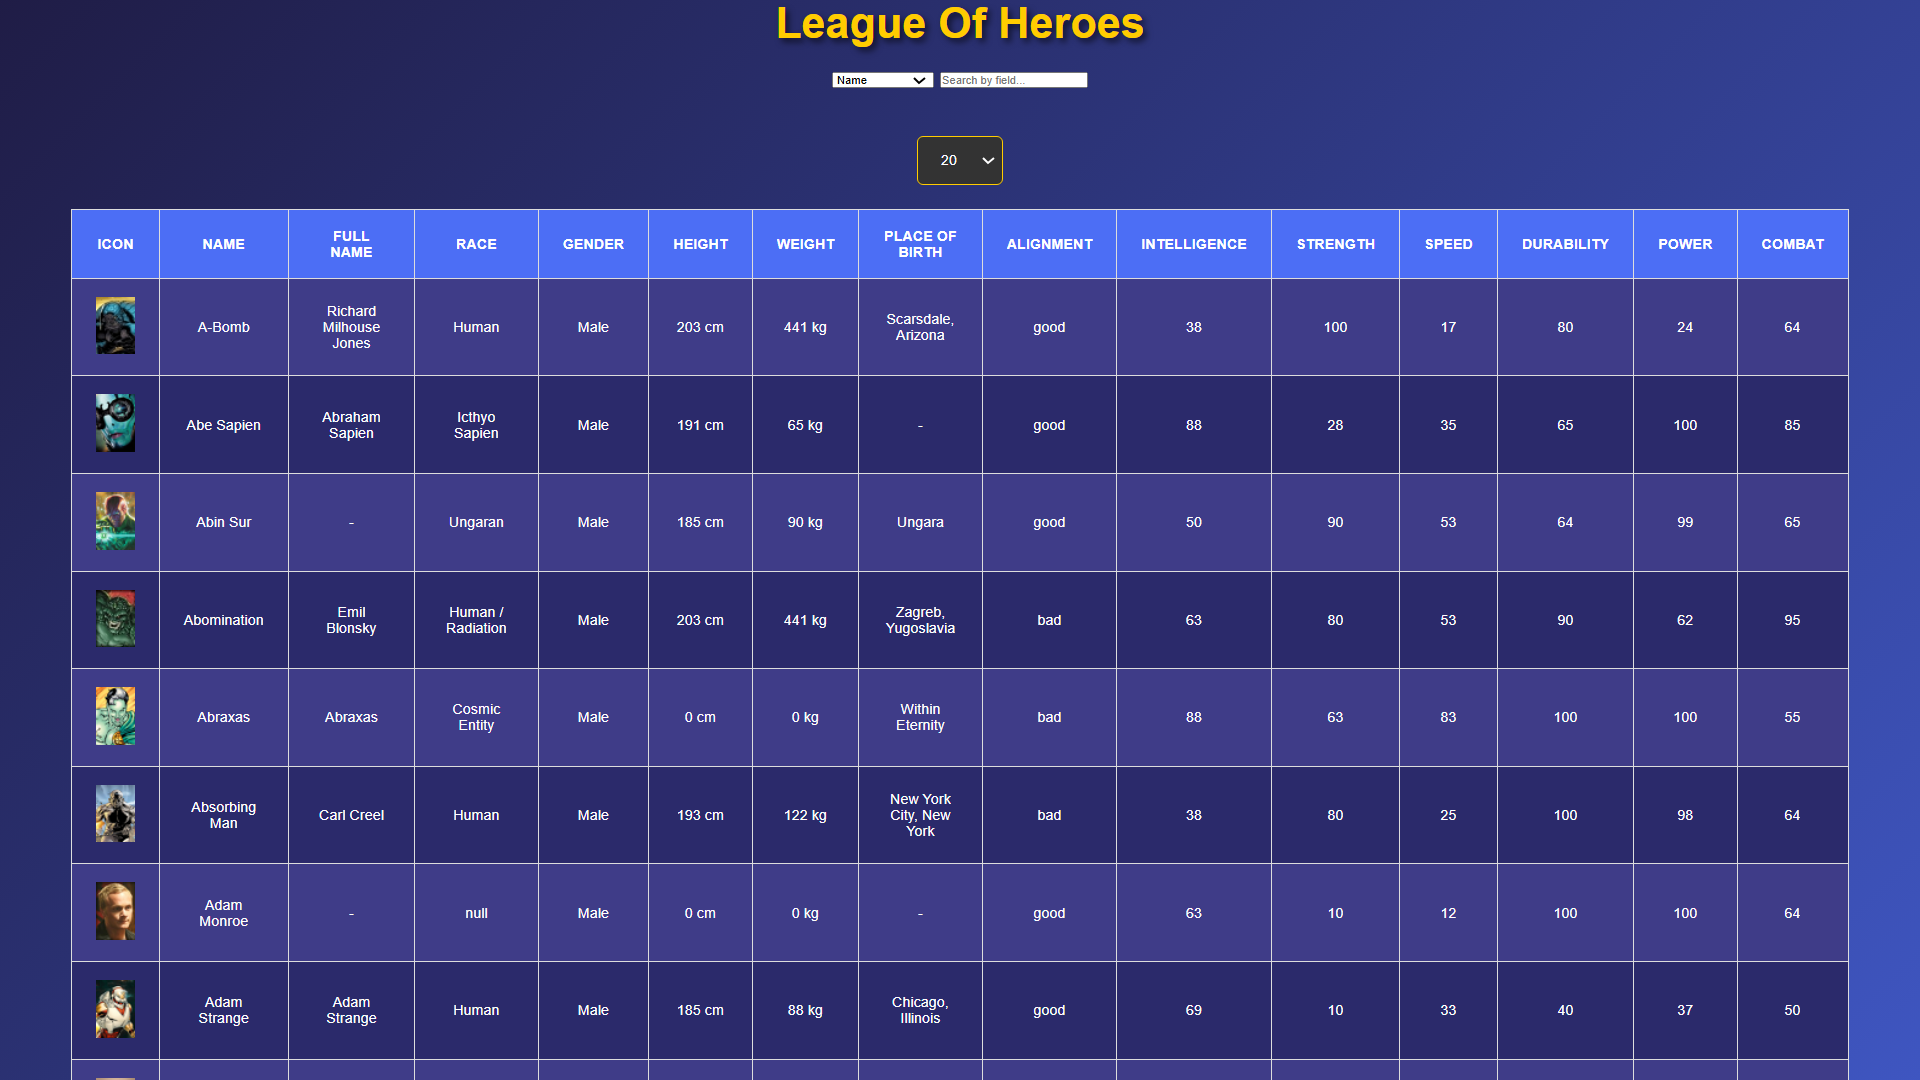 League Of Heroes
Name
Search by field...
20
ICON NAME FULL NAME RACE GENDER HEIGHT WEIGHT PLACE OF BIRTH ALIGNMENT INTELLIGENCE STRENGTH SPEED DURABILITY POWER COMBAT
A-Bomb Richard Milhouse Jones Human Male 203 cm 441 kg Scarsdale, Arizona good 38 100 17 80 24 64
Abe Sapien Abraham Sapien Icthyo Sapien Male 191 cm 65 kg - good 88 28 35 65 100 85
Abin Sur - Ungaran Male 185 cm 90 kg Ungara good 50 90 53 64 99 65
Abomination Emil Blonsky Human / Radiation Male 203 cm 441 kg Zagreb, Yugoslavia bad 63 80 53 90 62 95
Abraxas Abraxas Cosmic Entity Male 0 cm 0 kg Within Eternity bad 88 63 83 100 100 55
Absorbing Man Carl Creel Human Male 193 cm 122 kg New York City, New York bad 38 80 25 100 98 64
Adam Monroe - null Male 0 cm 0 kg - good 63 10 12 100 100 64
Adam Strange Adam Strange Human Male 185 cm 88 kg Chicago, Illinois good 69 10 33 40 37 50